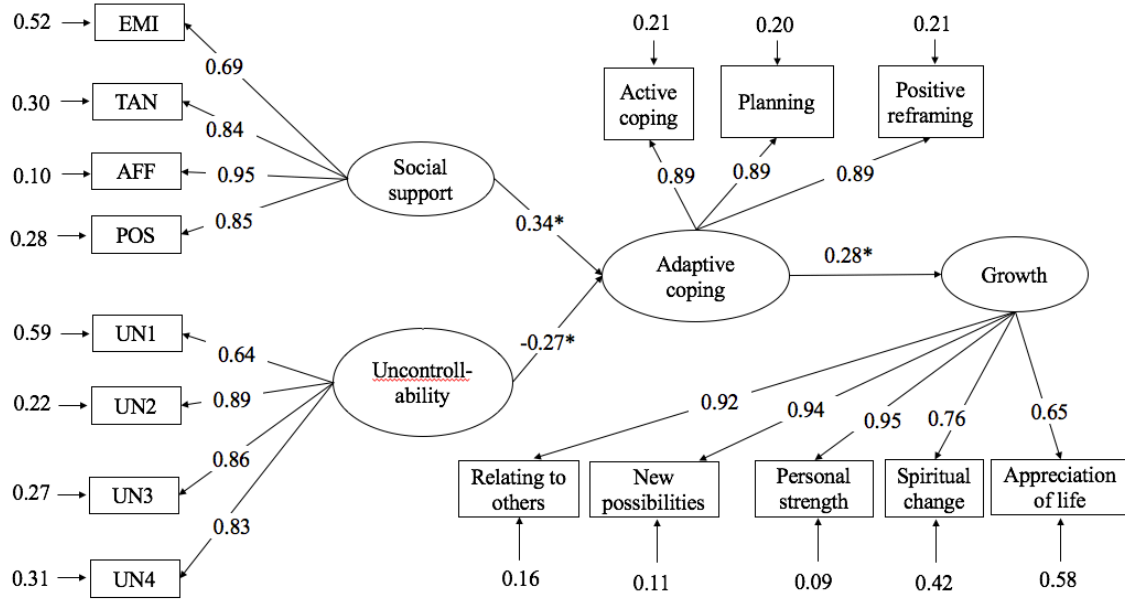 0.52
EMI
0.69
0.30
TAN
0.84
0.10
AFF
0.95
0.28
POS
0.85
Social
support
0.34*
0.59
UN1
0.64
0.22
UN2
0.89
0.27
UN3
0.86
0.31
UN4
0.83
Uncontroll-
ability
-0.27*
0.21
0.20
0.21
Active
coping
Planning
Positive
reframing
0.89
0.89
0.89
Adaptive
coping
0.28*
Growth
0.92
0.94
0.95
0.76
0.65
Relating to
others
New
possibilities
Personal
strength
Spiritual
change
Appreciation
of life
0.16
0.11
0.09
0.42
0.58